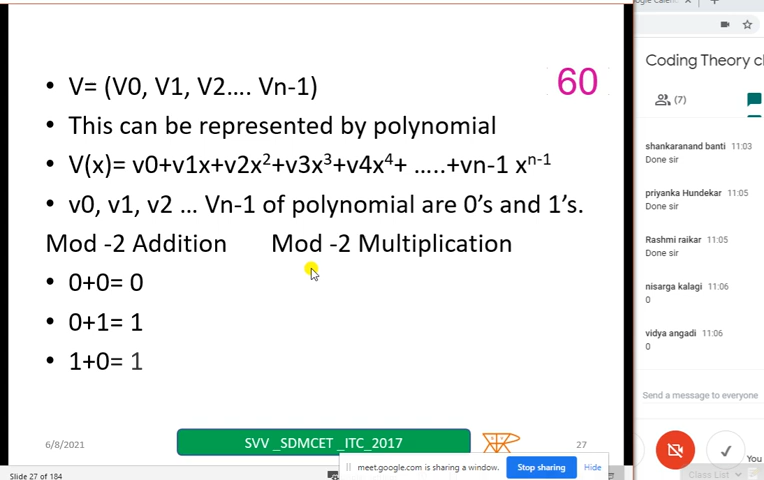 • V= (V0, V1, V2.... Vn-1)
60
• This can be represented by polynomial
• V(x)= v0+v1x+v2x²+v3x³+v4x⁴+ .....+vn-1 xⁿ⁻¹
• v0, v1, v2 ... Vn-1 of polynomial are 0's and 1's.
Mod -2 Addition Mod -2 Multiplication
• 0+0= 0
• 0+1= 1
• 1+0= 1
6/8/2021
SVV _SDMCET _ITC_2017
27
Slide 27 of 184
meet.google.com is sharing a window.
Stop sharing
Hide
Coding Theory
(7)
shankaranand banti 11:03
Done sir
priyanka Hundekar 11:05
Done sir
Rashmi raikar 11:05
Done sir
nisarga kalagi 11:06
0
vidya angadi 11:06
0
Send a message to everyone
You
Class List